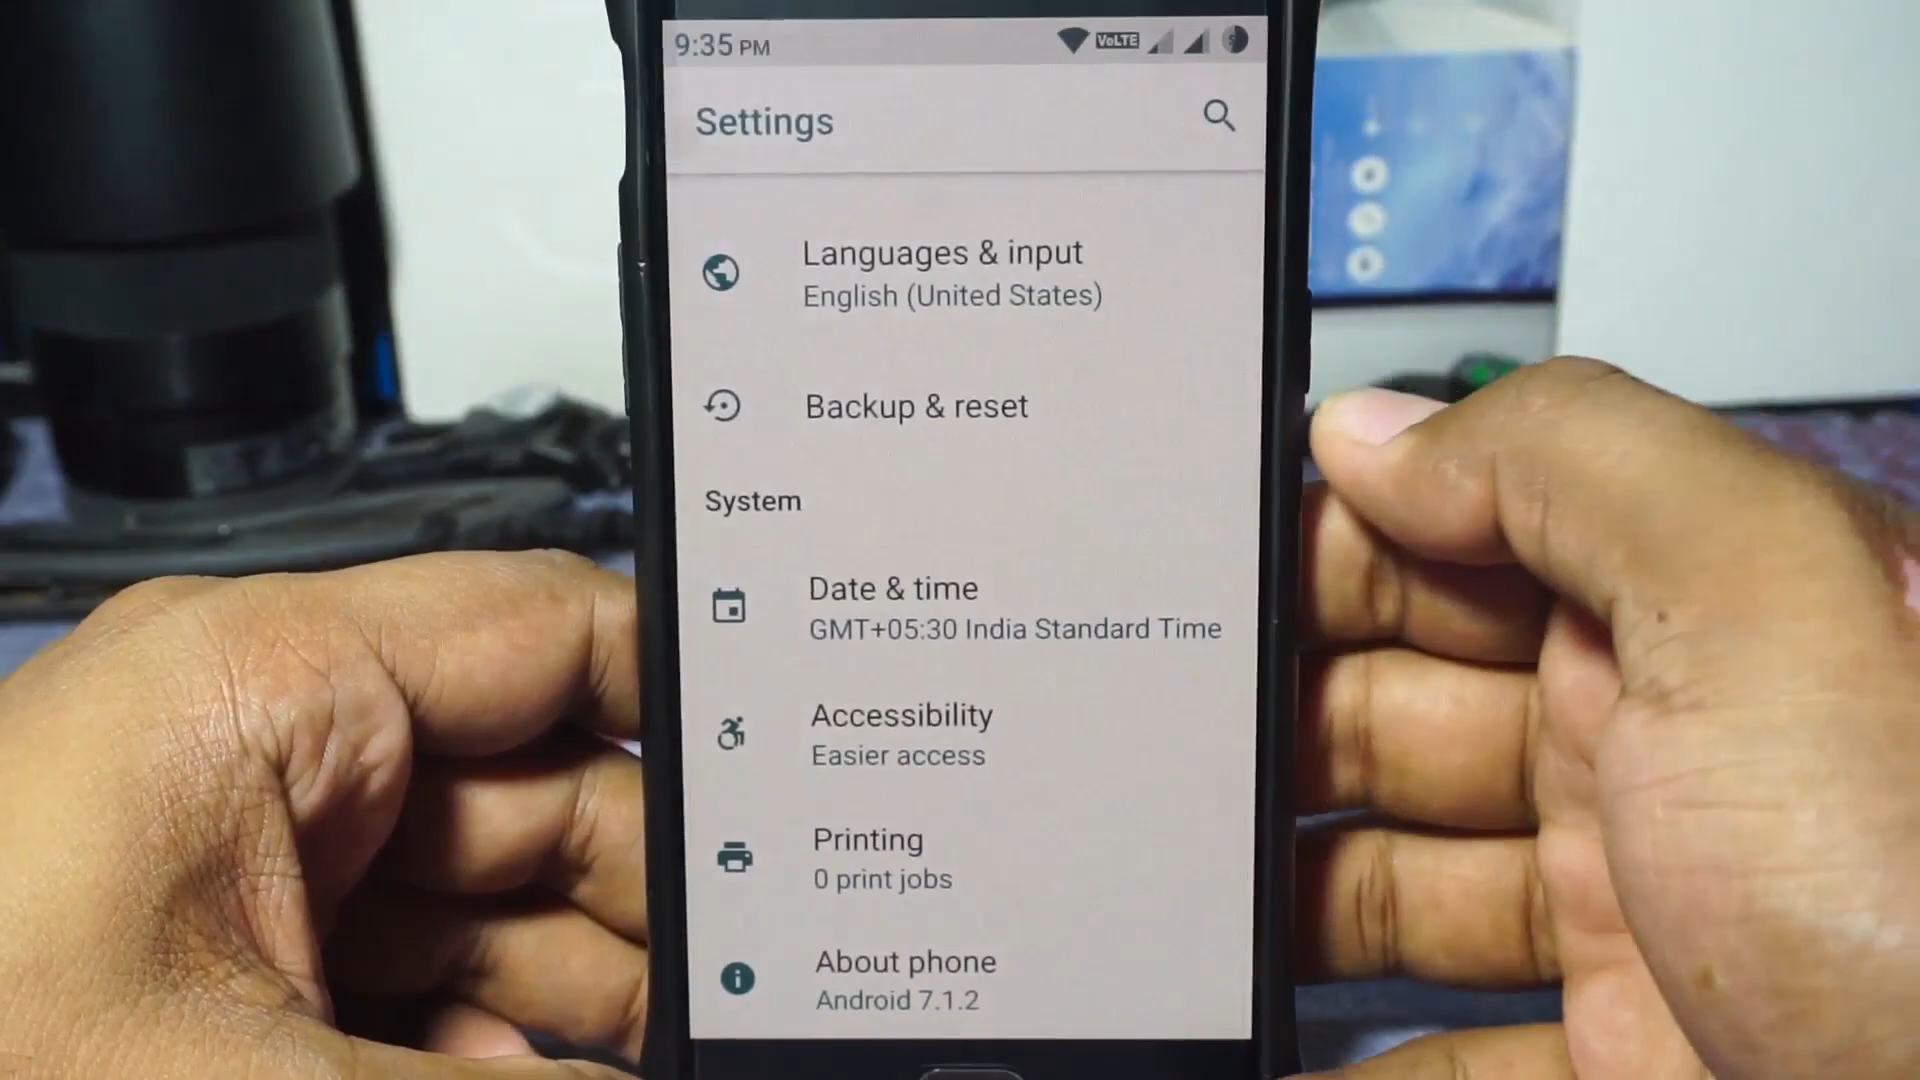 9:35 PM
VoLTE
Settings
Languages & input
English (United States)
Backup & reset
System
Date & time
GMT+05:30 India Standard Time
Accessibility
Easier access
Printing
0 print jobs
About phone
Android 7.1.2